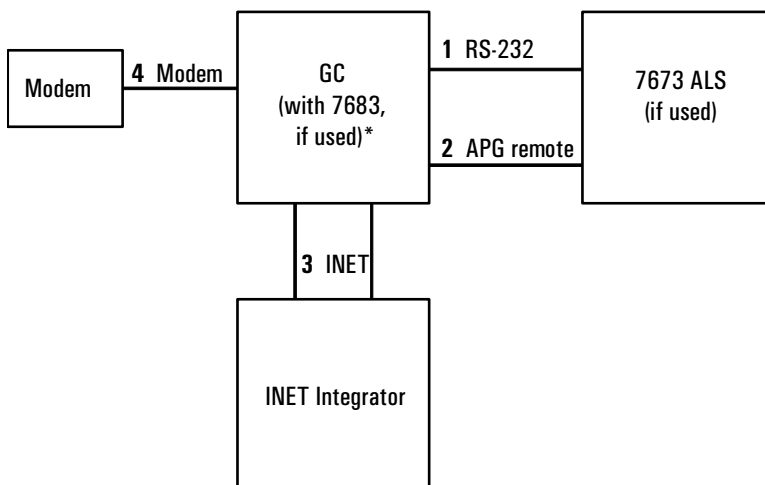 Modem
4 Modem
GC
(with 7683,
if used)*
1 RS-232
2 APG remote
7673 ALS
(if used)
3 INET
INET Integrator